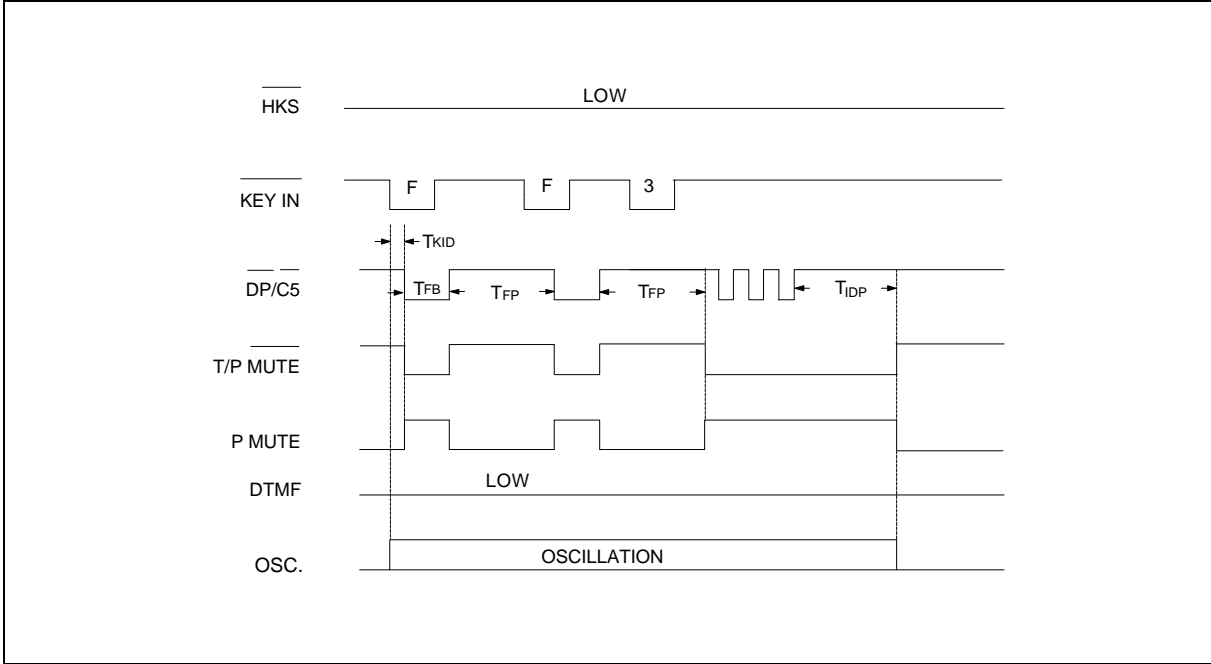 HKS LOW
KEY IN F F 3
TKID
DP/C5 TFB TFP TFP TIDP
T/P MUTE
P MUTE
DTMF LOW
OSC. OSCILLATION